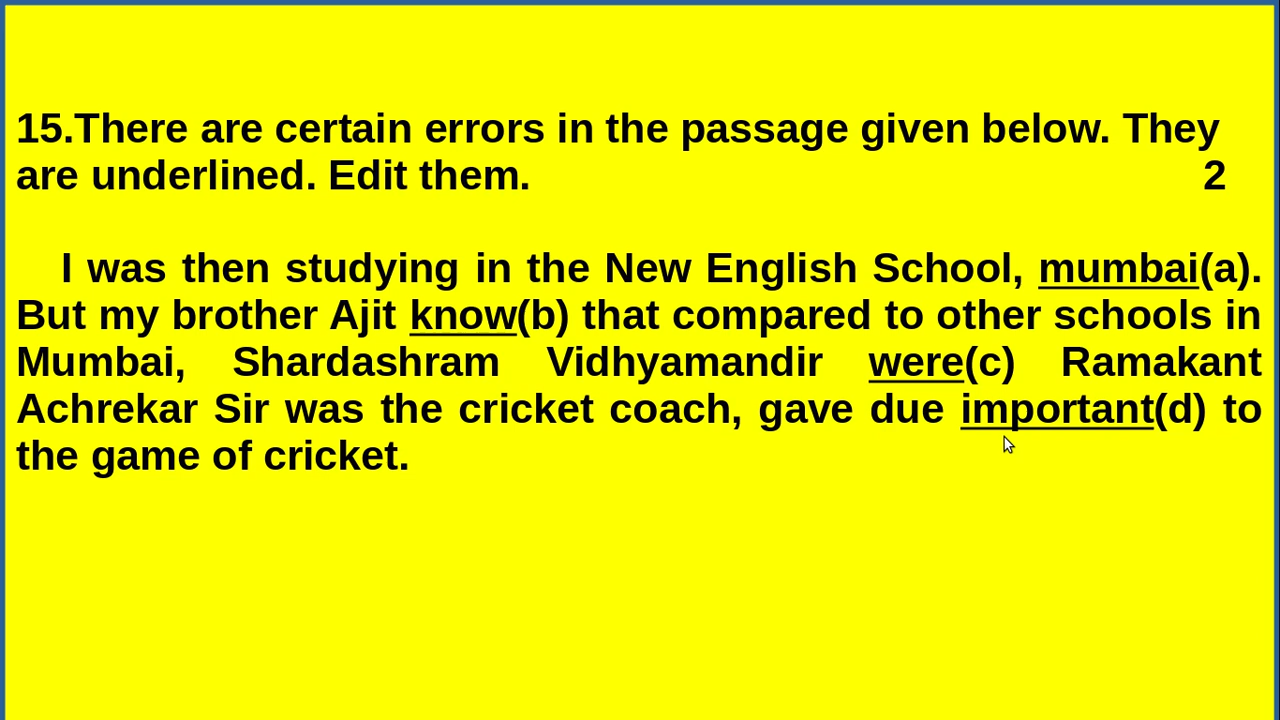 15.There are certain errors in the passage given below. They
are underlined. Edit them. 2
I was then studying in the New English School, mumbai(a).
But my brother Ajit know(b) that compared to other schools in
Mumbai, Shardashram Vidhyamandir were(c) Ramakant
Achrekar Sir was the cricket coach, gave due important(d) to
the game of cricket.